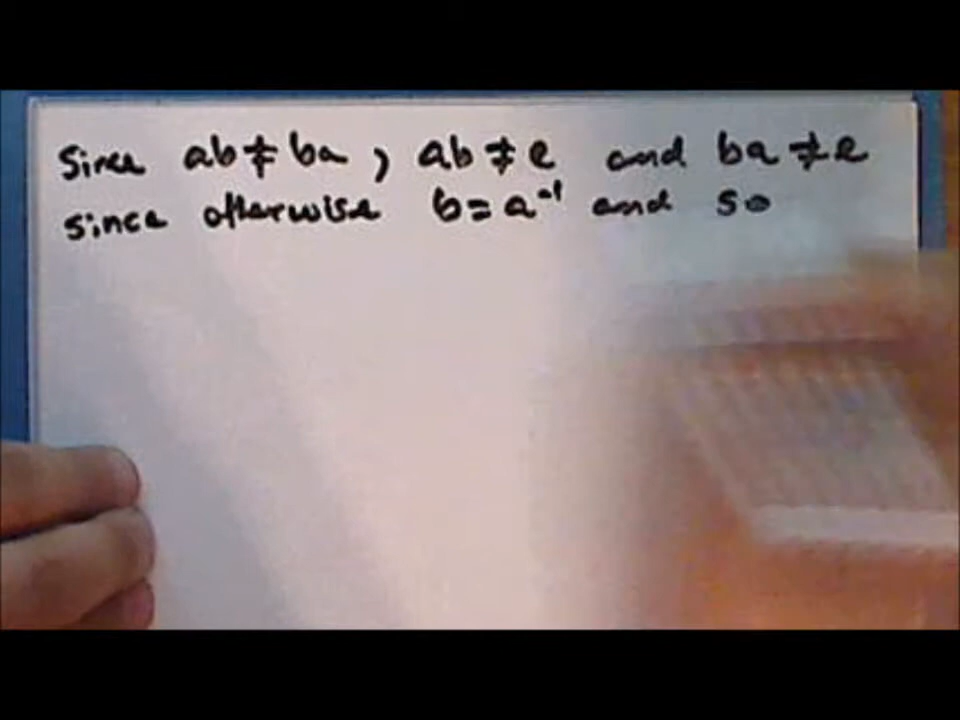 Since ab ≠ ba, ab ≠ e and ba ≠ e
since otherwise b = a⁻¹ and so